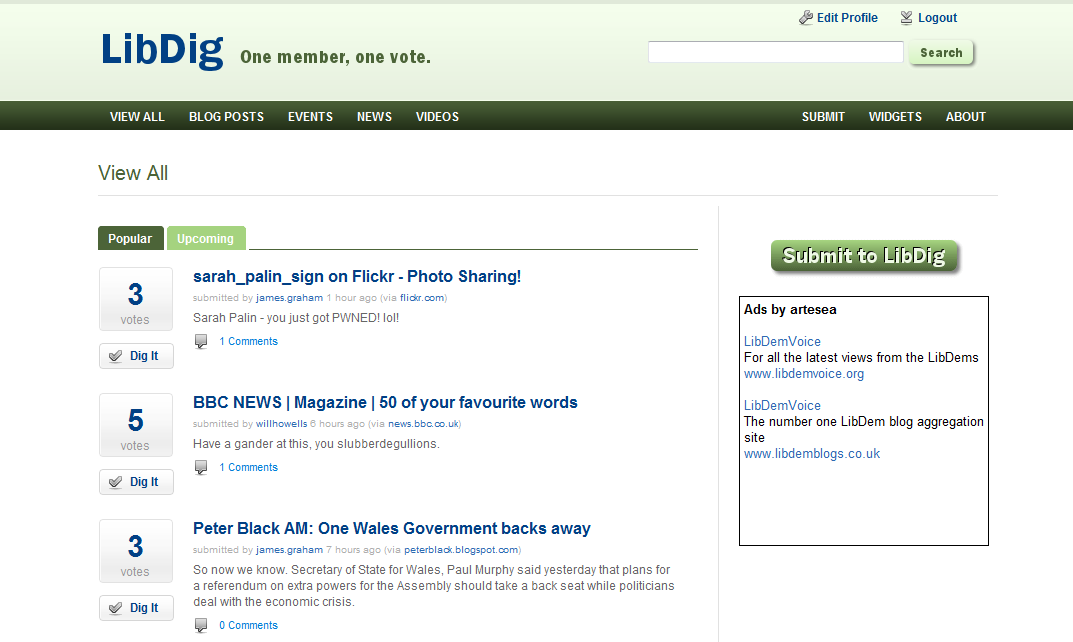 Edit Profile Logout
LibDig One member, one vote.
Search
VIEW ALL BLOG POSTS EVENTS NEWS VIDEOS SUBMIT WIDGETS ABOUT
View All
Popular Upcoming
3
votes
Dig It
sarah_palin_sign on Flickr - Photo Sharing!
submitted by james.graham 1 hour ago (via flickr.com)
Sarah Palin - you just got PWNED! lol!
1 Comments
5
votes
Dig It
BBC NEWS | Magazine | 50 of your favourite words
submitted by willhowells 6 hours ago (via news.bbc.co.uk)
Have a gander at this, you slubberdegullions.
1 Comments
3
votes
Dig It
Peter Black AM: One Wales Government backs away
submitted by james.graham 7 hours ago (via peterblack.blogspot.com)
So now we know. Secretary of State for Wales, Paul Murphy said yesterday that plans for
a referendum on extra powers for the Assembly should take a back seat while politicians
deal with the economic crisis.
0 Comments
Submit to LibDig
Ads by artesea
LibDemVoice
For all the latest views from the LibDems
www.libdemvoice.org
LibDemVoice
The number one LibDem blog aggregation
site
www.libdemblogs.co.uk